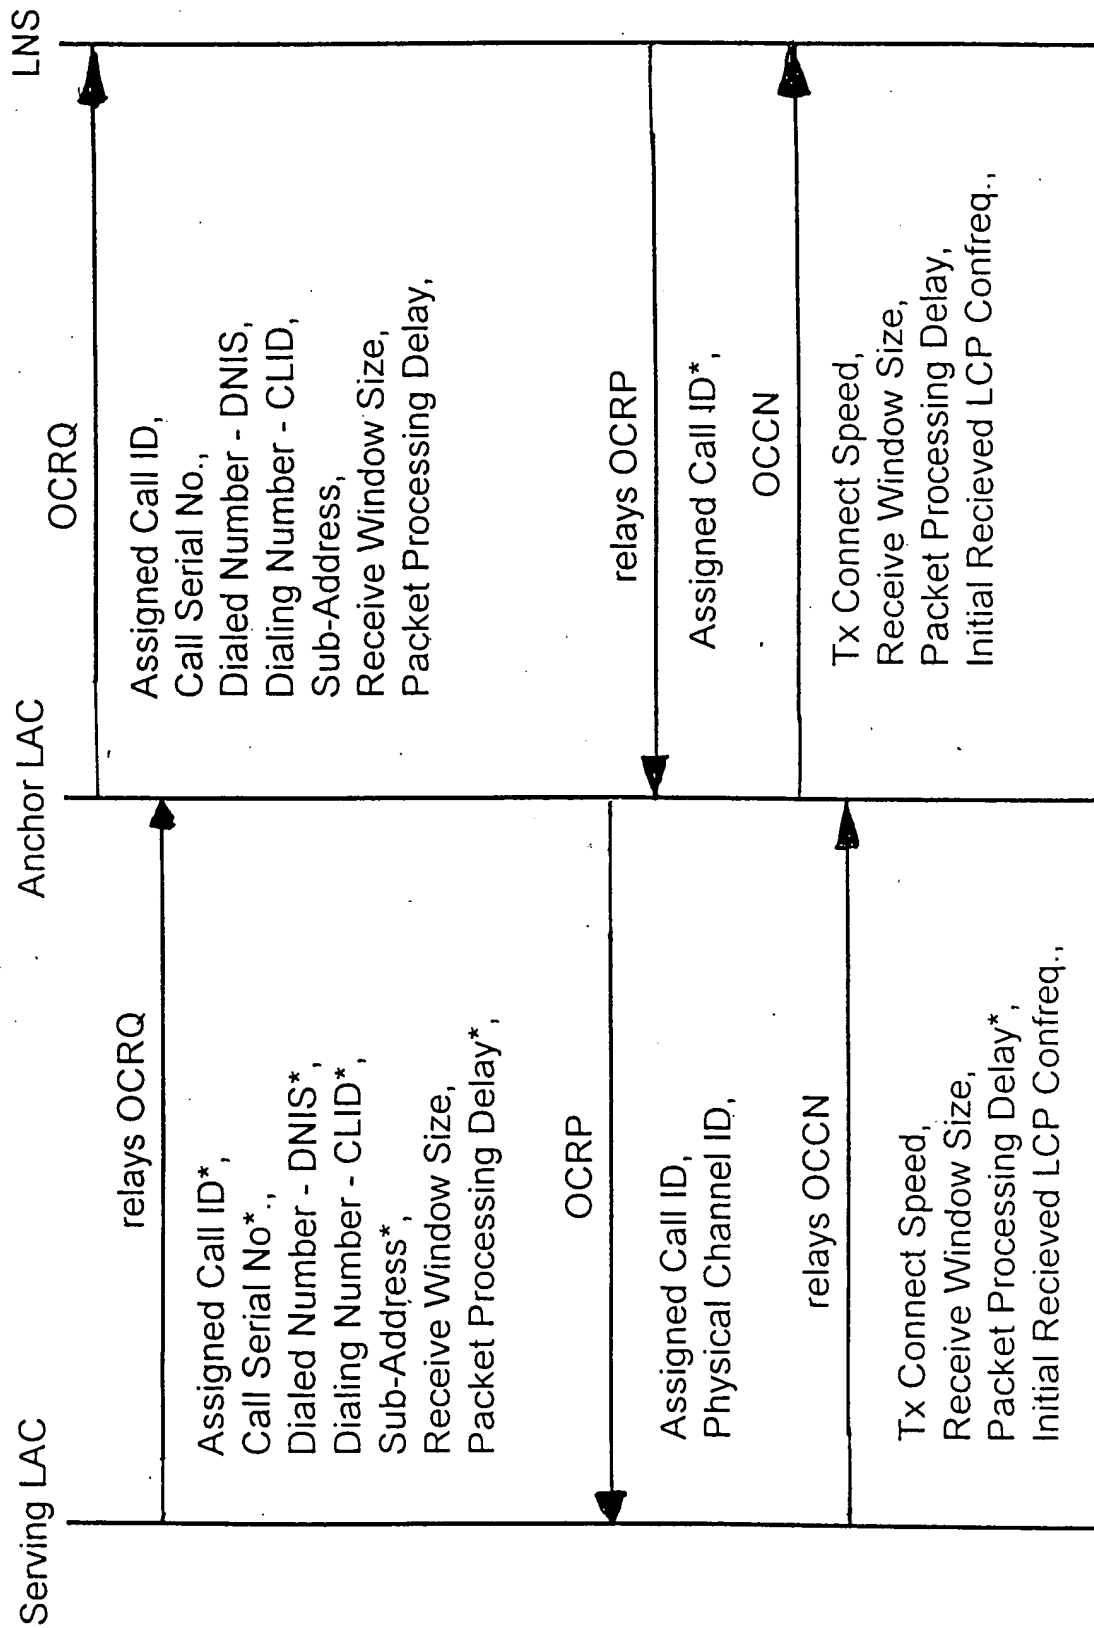 Serving LAC
Anchor LAC
LNS
relays OCRQ
Assigned Call ID*,
Call Serial No*.,
Dialed Number - DNIS*,
Dialing Number - CLID*,
Sub-Address*,
Receive Window Size,
Packet Processing Delay*,
OCRQ
Assigned Call ID,
Call Serial No.,
Dialed Number - DNIS,
Dialing Number - CLID,
Sub-Address,
Receive Window Size,
Packet Processing Delay,
OCRP
Assigned Call ID,
Physical Channel ID,
relays OCRP
Assigned Call ID*,
relays OCCN
Tx Connect Speed,
Receive Window Size,
Packet Processing Delay*,
Initial Recieved LCP Confreq.,
OCCN
Tx Connect Speed,
Receive Window Size,
Packet Processing Delay,
Initial Recieved LCP Confreq.,